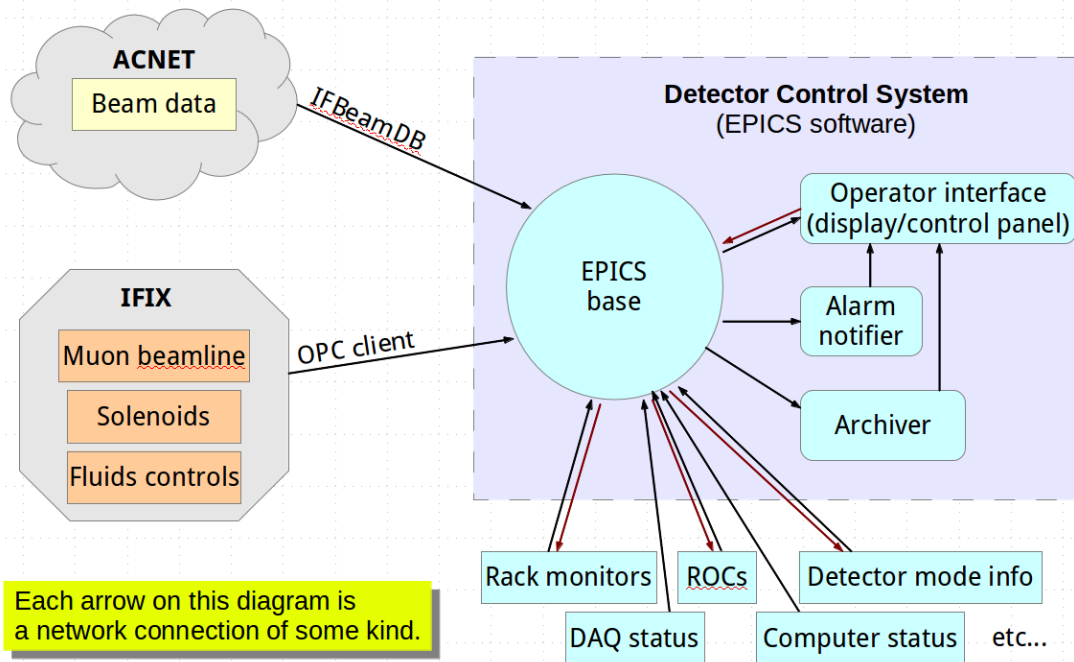 ACNET
Beam data
IFBeamDB
Detector Control System
(EPICS software)
Operator interface
(display/control panel)
EPICS
base
Alarm
notifier
Archiver
IFIX
Muon beamline
Solenoids
Fluids controls
OPC client
Rack monitors
ROCs
Detector mode info
DAQ status
Computer status
etc...
Each arrow on this diagram is
a network connection of some kind.